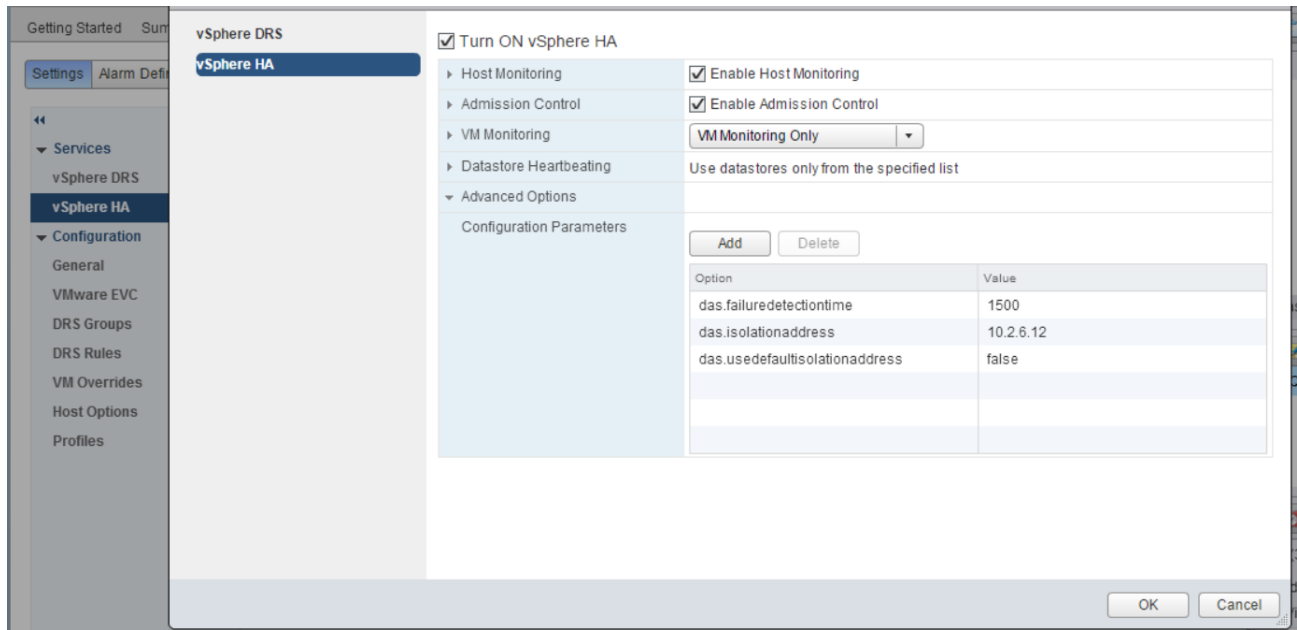 Getting Started Sum
Settings Alarm Defi
Services
vSphere DRS
vSphere HA
Configuration
General
VMware EVC
DRS Groups
DRS Rules
VM Overrides
Host Options
Profiles
vSphere DRS
vSphere HA
Turn ON vSphere HA
Host Monitoring Enable Host Monitoring
Admission Control Enable Admission Control
VM Monitoring VM Monitoring Only
Datastore Heartbeating Use datastores only from the specified list
Advanced Options
Configuration Parameters
Add Delete
Option Value
das.failuredetectiontime 1500
das.isolationaddress 10.2.6.12
das.usedefaultisolationaddress false
OK Cancel